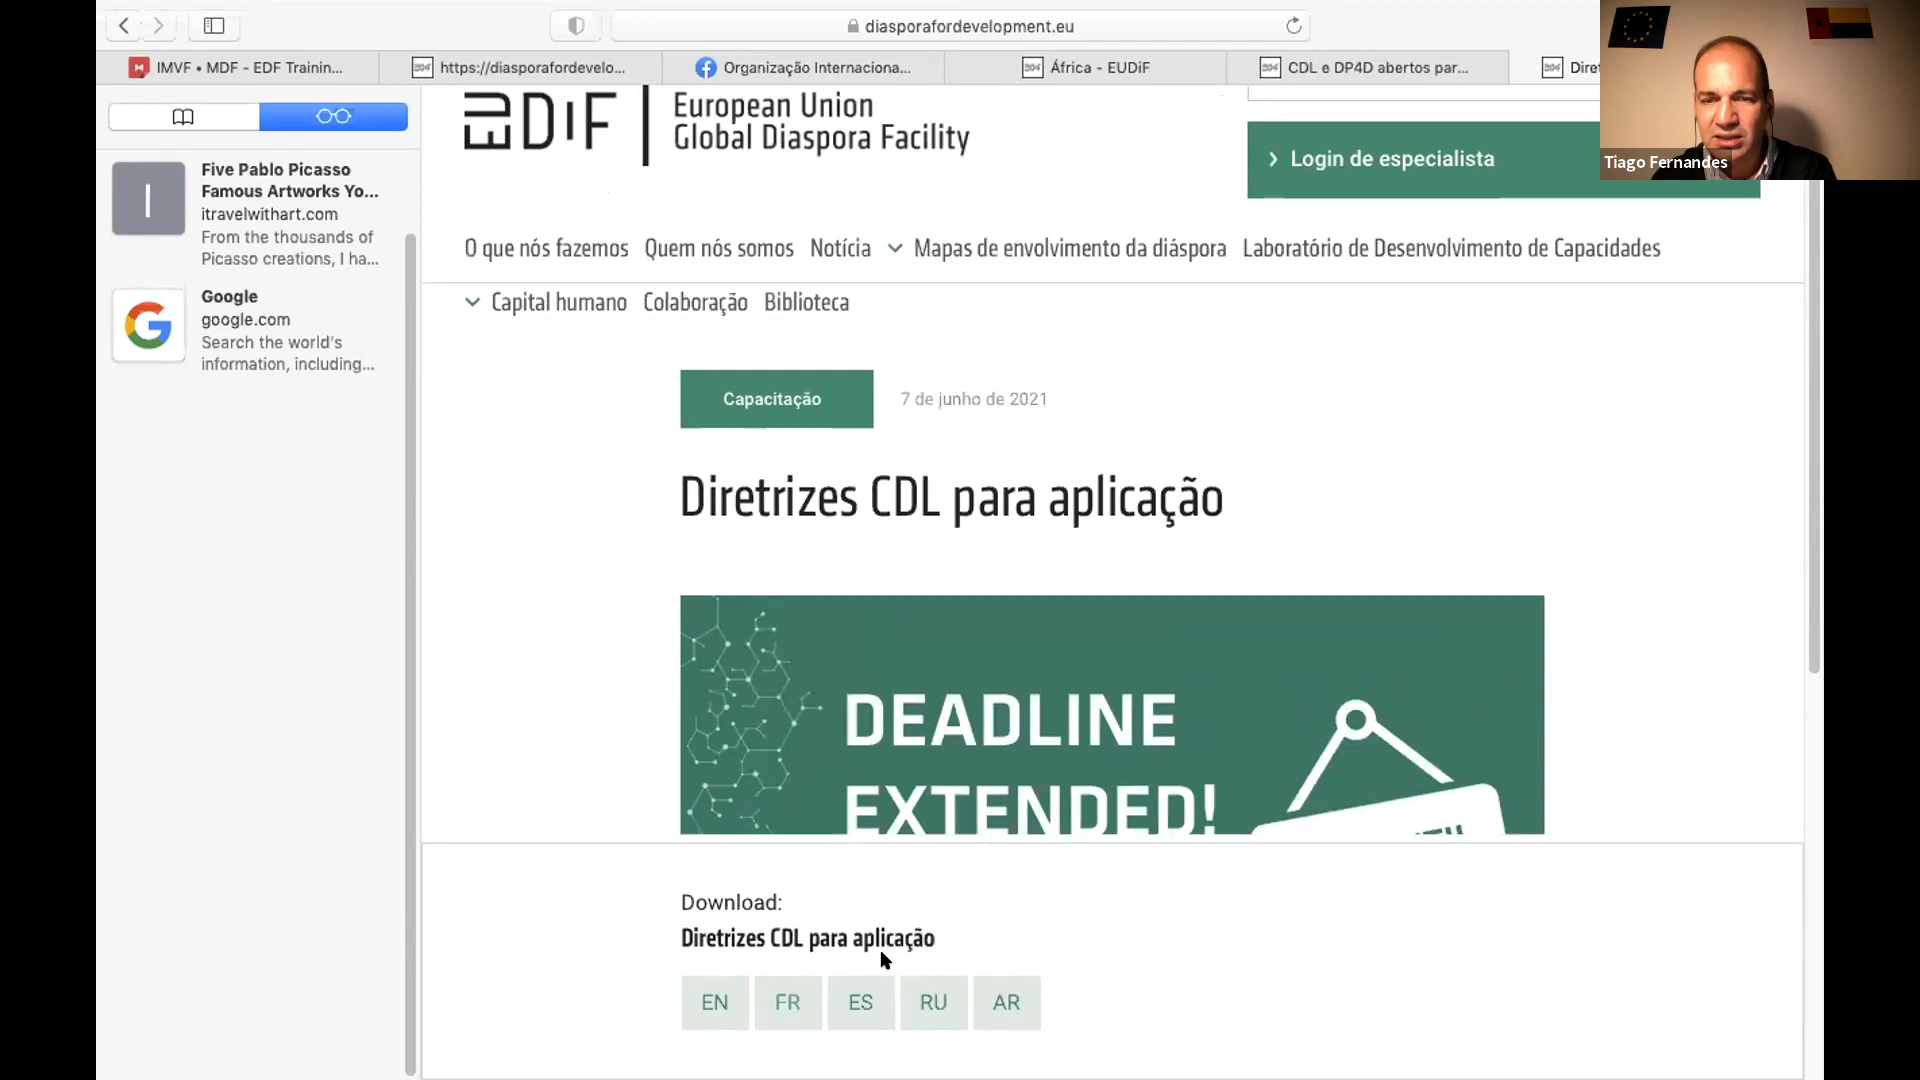 diasporafordevelopment.eu
IMVF • MDF - EDF Trainin...
https://diasporafordevelo...
Organização Internaciona...
África - EUDiF
CDL e DP4D abertos par...
Diret
Tiago Fernandes
EUDiF
European Union
Global Diaspora Facility
Login de especialista
Five Pablo Picasso
Famous Artworks Yo...
itravelwithart.com
From the thousands of
Picasso creations, I ha...
Google
google.com
Search the world's
information, including...
O que nós fazemos Quem nós somos Notícia Mapas de envolvimento da diáspora Laboratório de Desenvolvimento de Capacidades
Capital humano Colaboração Biblioteca
Capacitação 7 de junho de 2021
Diretrizes CDL para aplicação
DEADLINE
EXTENDED!
Download:
Diretrizes CDL para aplicação
EN FR ES RU AR